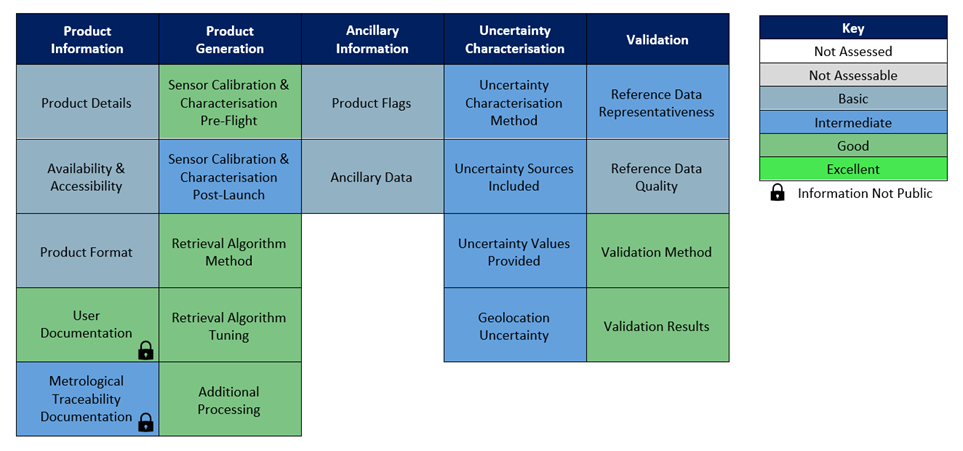 Product
Information
Product
Generation
Ancillary
Information
Uncertainty
Characterisation
Validation
Product Details
Sensor Calibration &
Characterisation
Pre-Flight
Product Flags
Uncertainty
Characterisation
Method
Reference Data
Representativeness
Availability &
Accessibility
Sensor Calibration &
Characterisation
Post-Launch
Ancillary Data
Uncertainty Sources
Included
Reference Data
Quality
Product Format
Retrieval Algorithm
Method
Uncertainty Values
Provided
Validation Method
User
Documentation
Retrieval Algorithm
Tuning
Geolocation
Uncertainty
Validation Results
Metrological
Traceability
Documentation
Additional
Processing
Key
Not Assessed
Not Assessable
Basic
Intermediate
Good
Excellent
Information Not Public